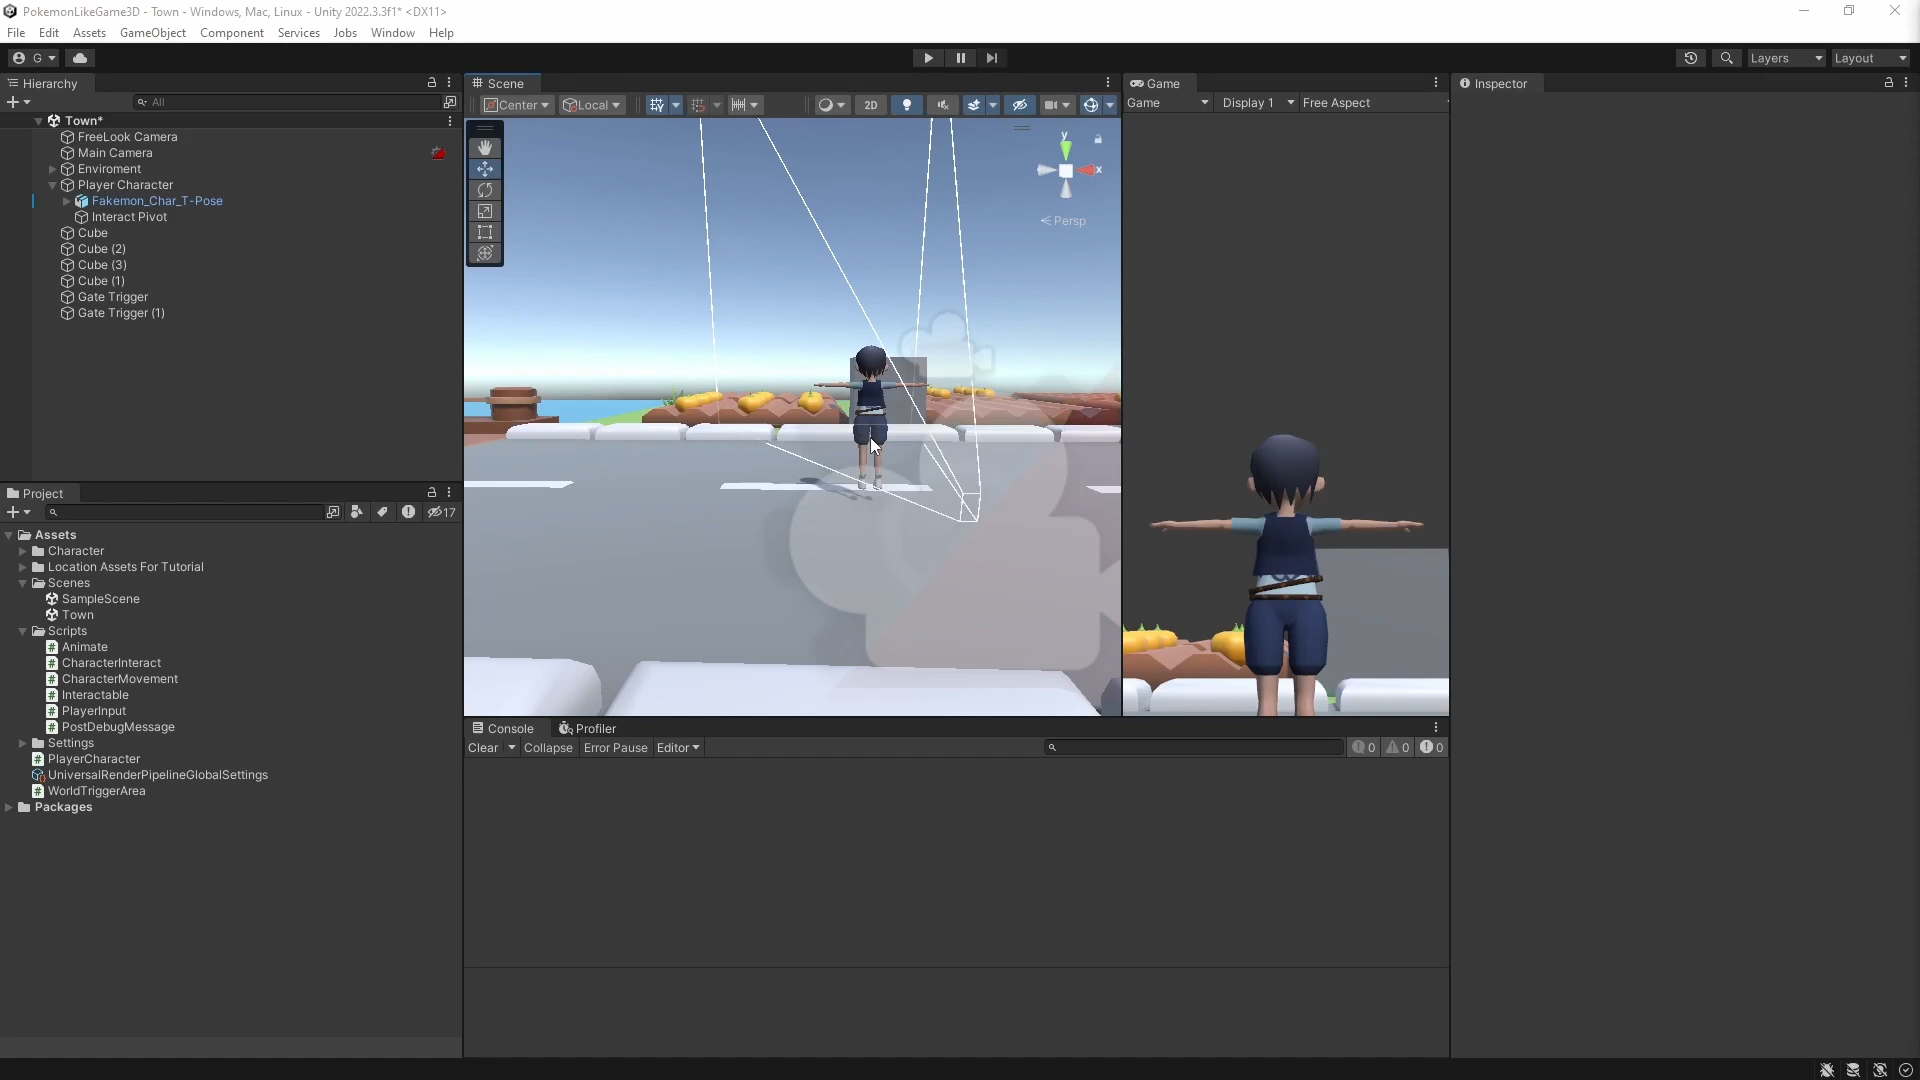 PokemonLikeGame3D - Town - Windows, Mac, Linux - Unity 2022.3.3f1* <DX11>
File Edit Assets GameObject Component Services Jobs Window Help
G Layers Layout
Hierarchy
All
Town*
FreeLook Camera
Main Camera
Enviroment
Player Character
Fakemon_Char_T-Pose
Interact Pivot
Cube
Cube (2)
Cube (3)
Cube (1)
Gate Trigger
Gate Trigger (1)
Project
17
Assets
Character
Location Assets For Tutorial
Scenes
SampleScene
Town
Scripts
Animate
CharacterInteract
CharacterMovement
Interactable
PlayerInput
PostDebugMessage
Settings
PlayerCharacter
UniversalRenderPipelineGlobalSettings
WorldTriggerArea
Packages
Scene
Center Local 2D
y
x
Persp
Game
Game Display 1 Free Aspect
Console Profiler
Clear Collapse Error Pause Editor 0 0 0
Inspector